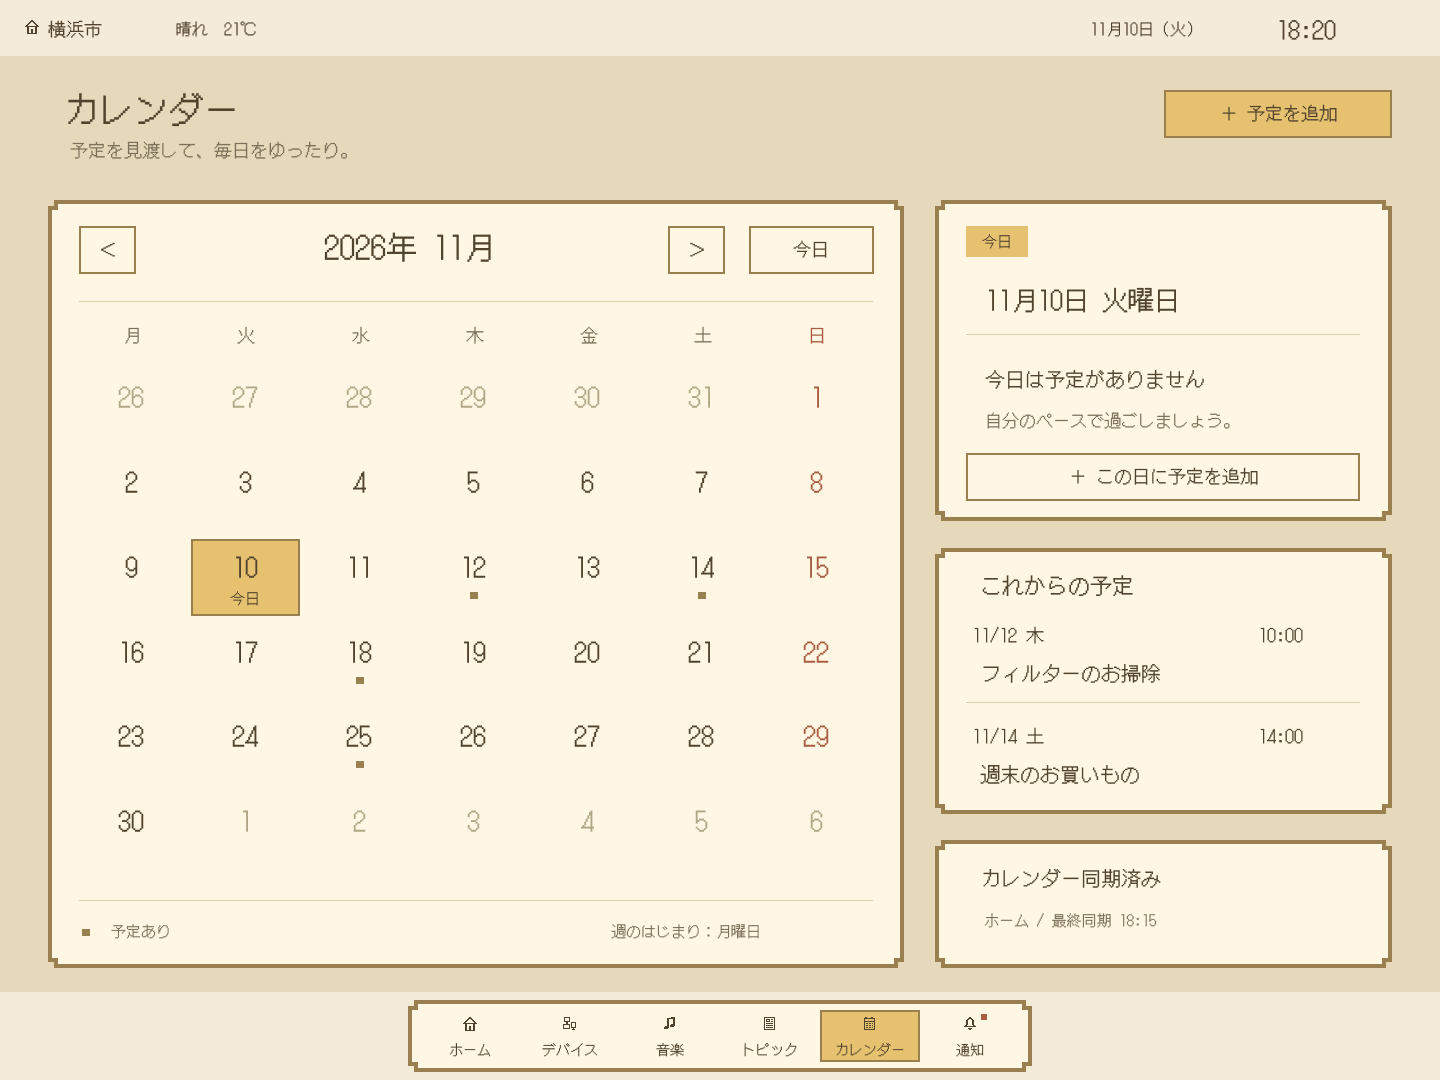 横浜市 晴れ 21℃ 11月10日（火） 18:20
カレンダー
予定を見渡して、毎日をゆったり。
＋ 予定を追加
< 2026年 11月 > 今日
月 火 水 木 金 土 日
26 27 28 29 30 31 1
2 3 4 5 6 7 8
9 10 11 12 13 14 15
今日
16 17 18 19 20 21 22
23 24 25 26 27 28 29
30 1 2 3 4 5 6
予定あり 週のはじまり：月曜日
今日
11月10日 火曜日
今日は予定がありません
自分のペースで過ごしましょう。
＋ この日に予定を追加
これからの予定
11/12 木 10:00
フィルターのお掃除
11/14 土 14:00
週末のお買いもの
カレンダー同期済み
ホーム / 最終同期 18:15
ホーム デバイス 音楽 トピック カレンダー 通知